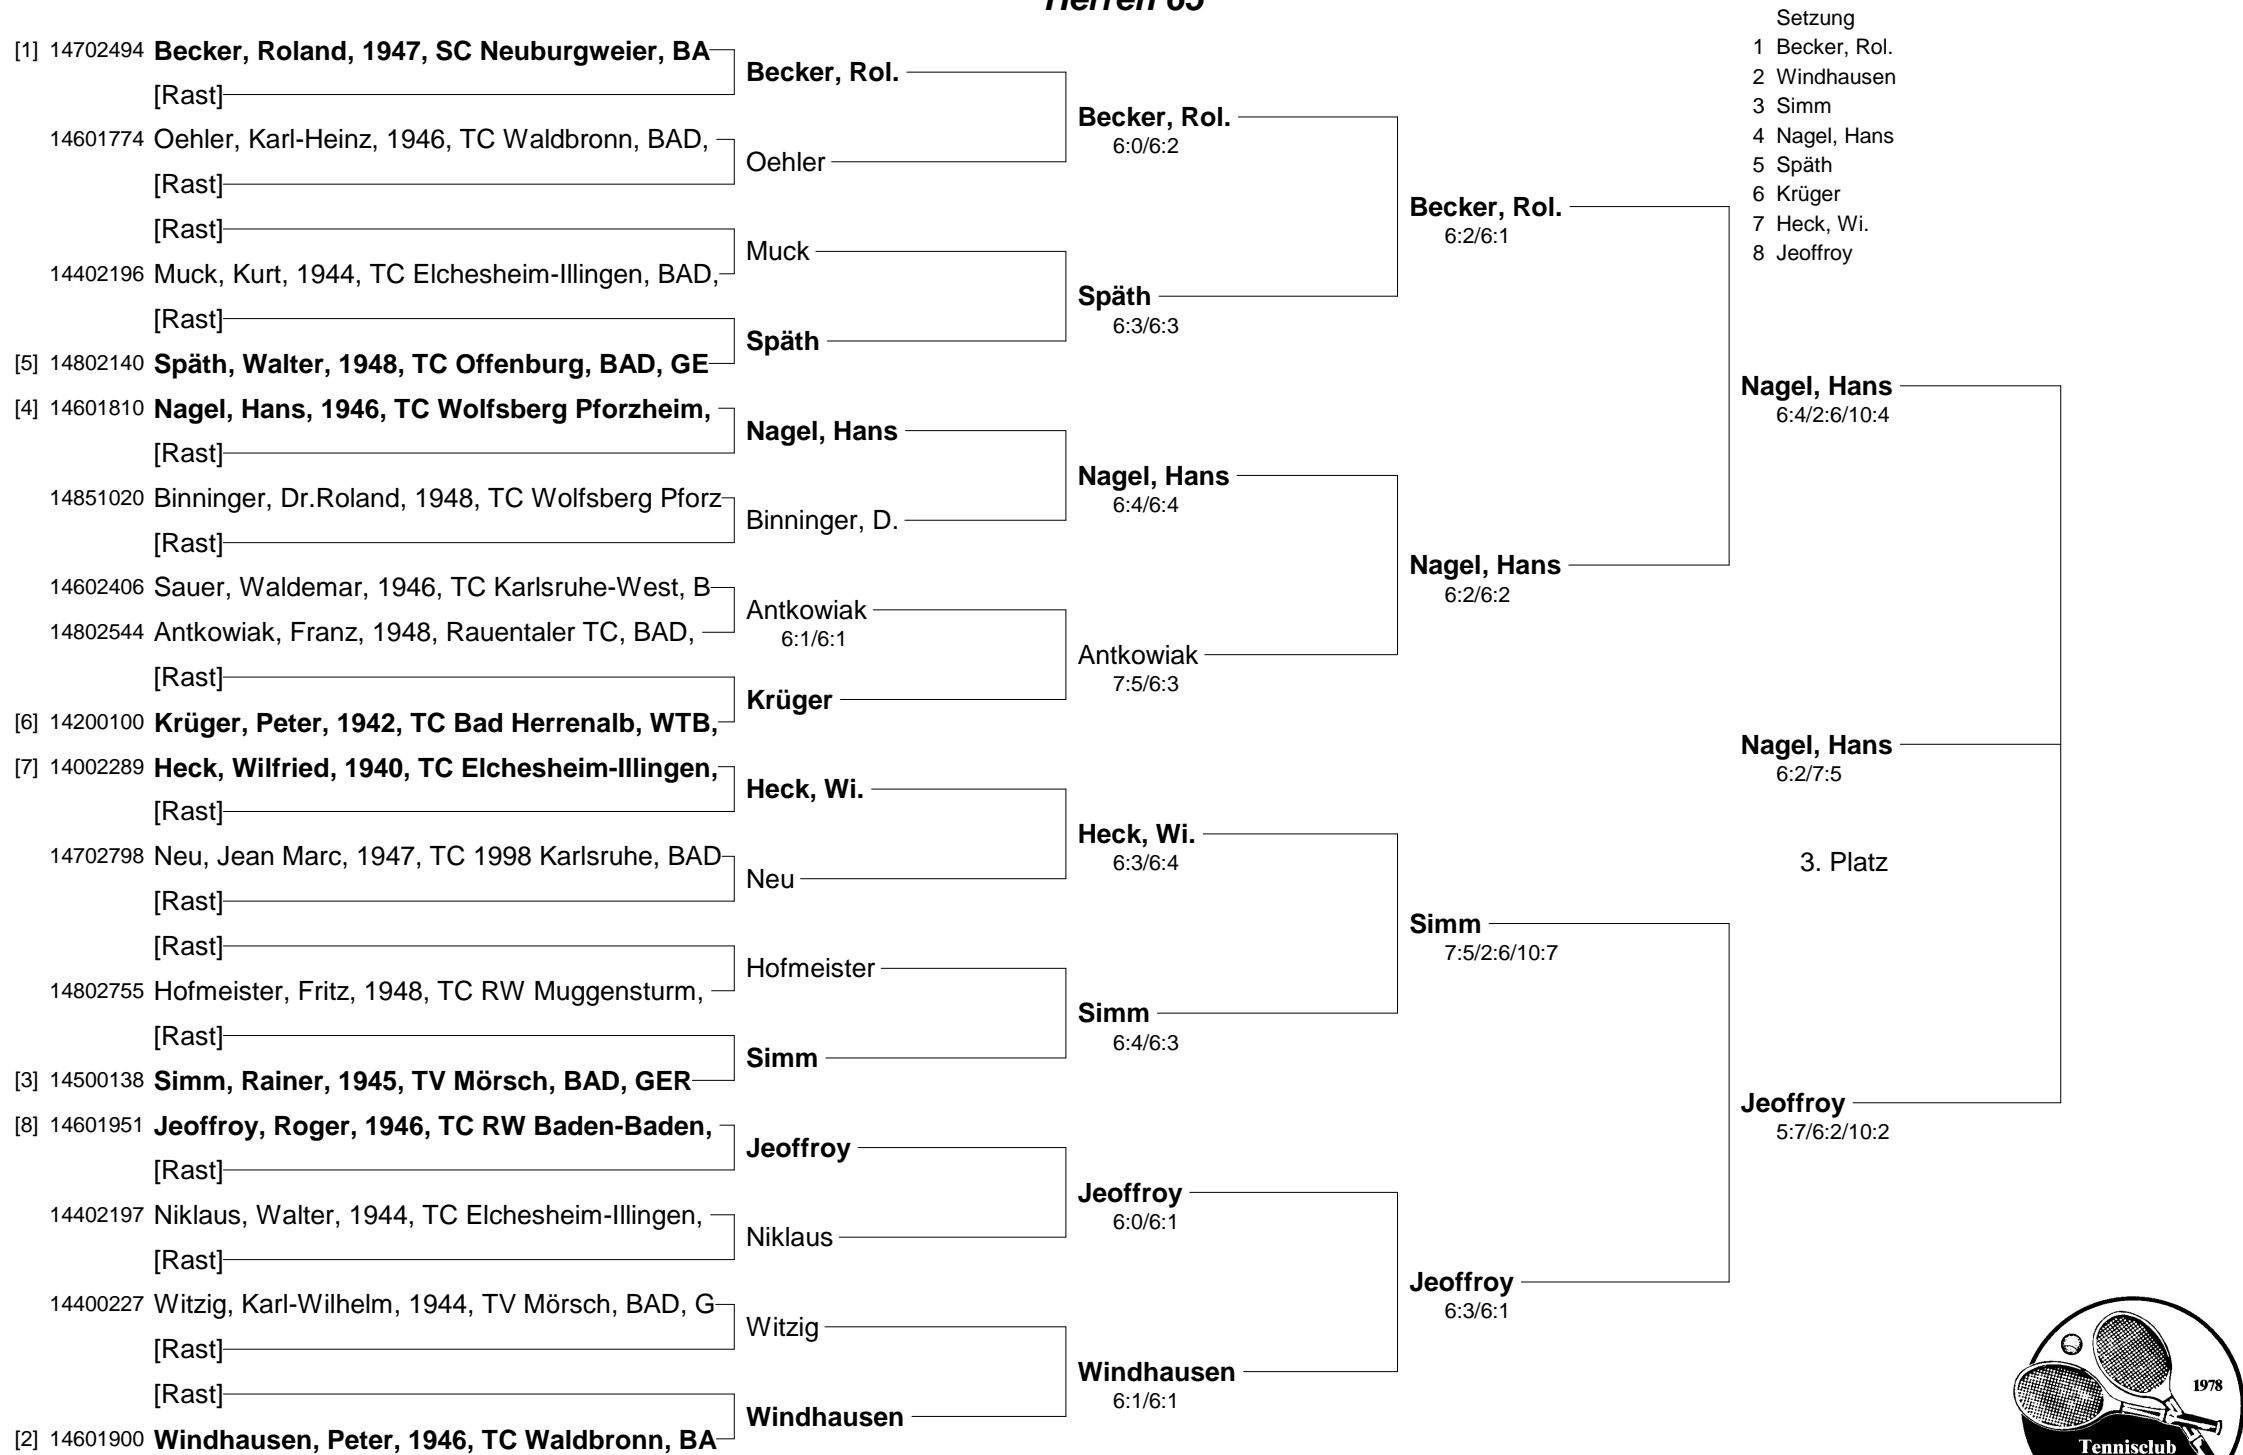 Herren 65
Setzung
1 Becker, Rol.
2 Windhausen
3 Simm
4 Nagel, Hans
5 Späth
6 Krüger
7 Heck, Wi.
8 Jeoffroy
[1] 14702494 Becker, Roland, 1947, SC Neuburgweier, BA
[Rast]
14601774 Oehler, Karl-Heinz, 1946, TC Waldbronn, BAD,
[Rast]
[Rast]
14402196 Muck, Kurt, 1944, TC Elchesheim-Illingen, BAD,
[Rast]
[5] 14802140 Späth, Walter, 1948, TC Offenburg, BAD, GE
[4] 14601810 Nagel, Hans, 1946, TC Wolfsberg Pforzheim,
[Rast]
14851020 Binninger, Dr.Roland, 1948, TC Wolfsberg Pforz
[Rast]
14602406 Sauer, Waldemar, 1946, TC Karlsruhe-West, B
14802544 Antkowiak, Franz, 1948, Rauentaler TC, BAD,
[Rast]
[6] 14200100 Krüger, Peter, 1942, TC Bad Herrenalb, WTB,
[7] 14002289 Heck, Wilfried, 1940, TC Elchesheim-Illingen,
[Rast]
14702798 Neu, Jean Marc, 1947, TC 1998 Karlsruhe, BAD
[Rast]
[Rast]
14802755 Hofmeister, Fritz, 1948, TC RW Muggensturm,
[Rast]
[3] 14500138 Simm, Rainer, 1945, TV Mörsch, BAD, GER
[8] 14601951 Jeoffroy, Roger, 1946, TC RW Baden-Baden,
[Rast]
14402197 Niklaus, Walter, 1944, TC Elchesheim-Illingen,
[Rast]
14400227 Witzig, Karl-Wilhelm, 1944, TV Mörsch, BAD, G
[Rast]
[Rast]
[2] 14601900 Windhausen, Peter, 1946, TC Waldbronn, BA
Becker, Rol.
Oehler
Muck
Späth
Nagel, Hans
Binninger, D.
Antkowiak
6:1/6:1
Krüger
Heck, Wi.
Neu
Hofmeister
Simm
Jeoffroy
Niklaus
Witzig
Windhausen
Becker, Rol.
6:0/6:2
Späth
6:3/6:3
Nagel, Hans
6:4/6:4
Antkowiak
7:5/6:3
Heck, Wi.
6:3/6:4
Simm
6:4/6:3
Jeoffroy
6:0/6:1
Windhausen
6:1/6:1
Becker, Rol.
6:2/6:1
Nagel, Hans
6:2/6:2
Simm
7:5/2:6/10:7
Jeoffroy
6:3/6:1
Nagel, Hans
6:4/2:6/10:4
Nagel, Hans
6:2/7:5
3. Platz
Jeoffroy
5:7/6:2/10:2
1978
Tennisclub